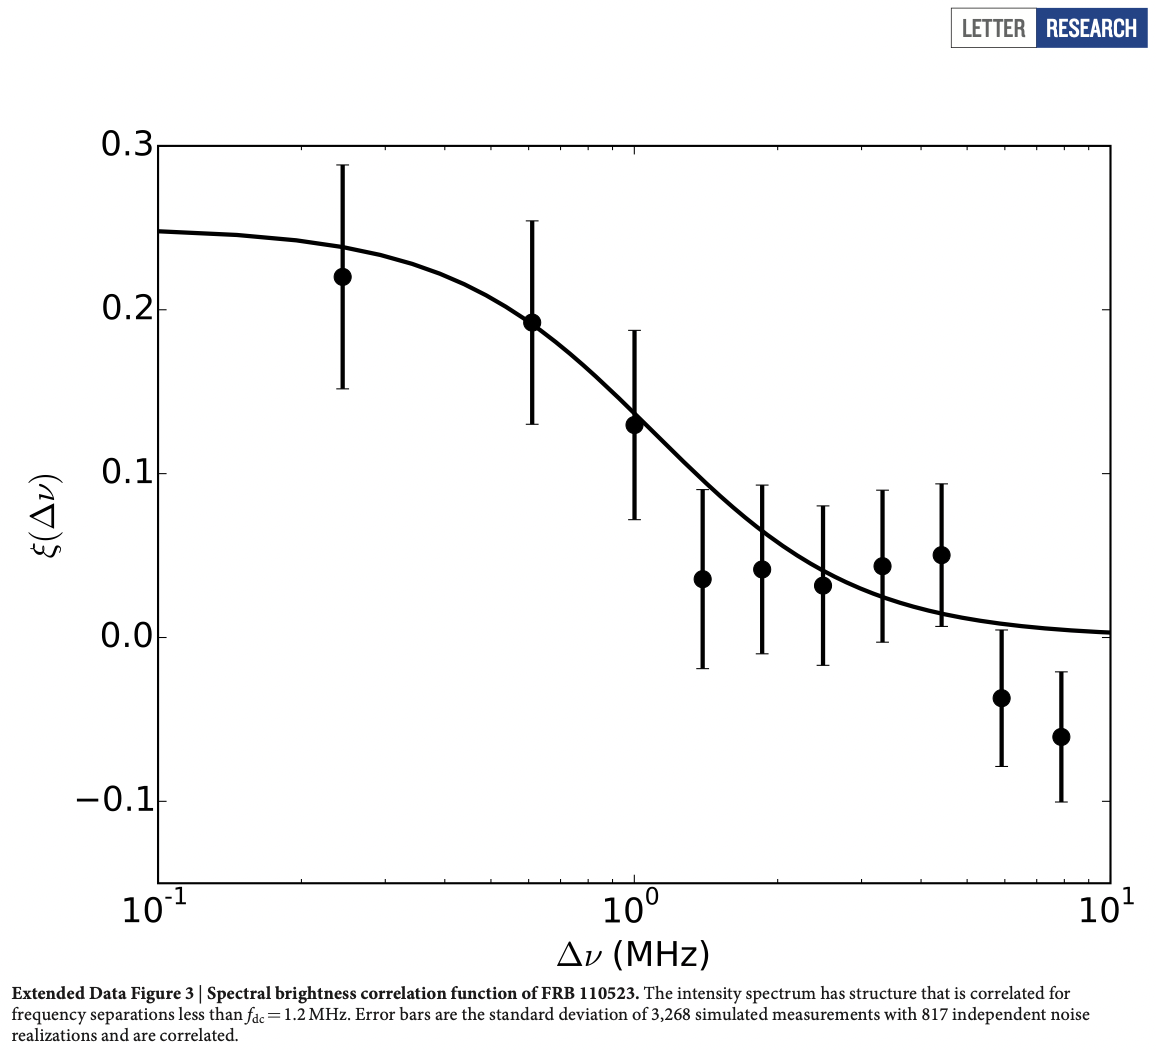 LETTER RESEARCH
0.3
0.2
0.1
0.0
−0.1
ξ(Δν)
10⁻¹ 10⁰ 10¹
Δν (MHz)
Extended Data Figure 3 | Spectral brightness correlation function of FRB 110523. The intensity spectrum has structure that is correlated for
frequency separations less than f_dc = 1.2 MHz. Error bars are the standard deviation of 3,268 simulated measurements with 817 independent noise
realizations and are correlated.